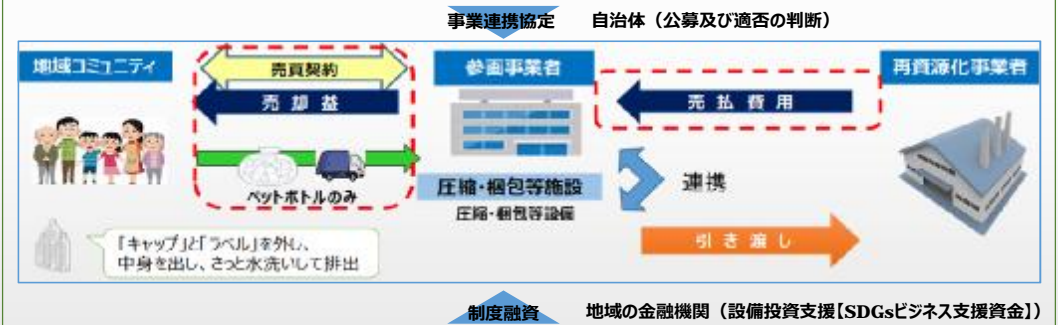 事業連携協定 自治体（公募及び適否の判断）
地域コミュニティ
売買契約
参画事業者
再資源化事業者
売却益
売払費用
ペットボトルのみ
圧縮・梱包等施設
圧縮・梱包等設備
連携
「キャップ」と「ラベル」を外し、
中身を出し、さっと水洗いして排出
引き渡し
制度融資 地域の金融機関（設備投資支援【SDGsビジネス支援資金】）